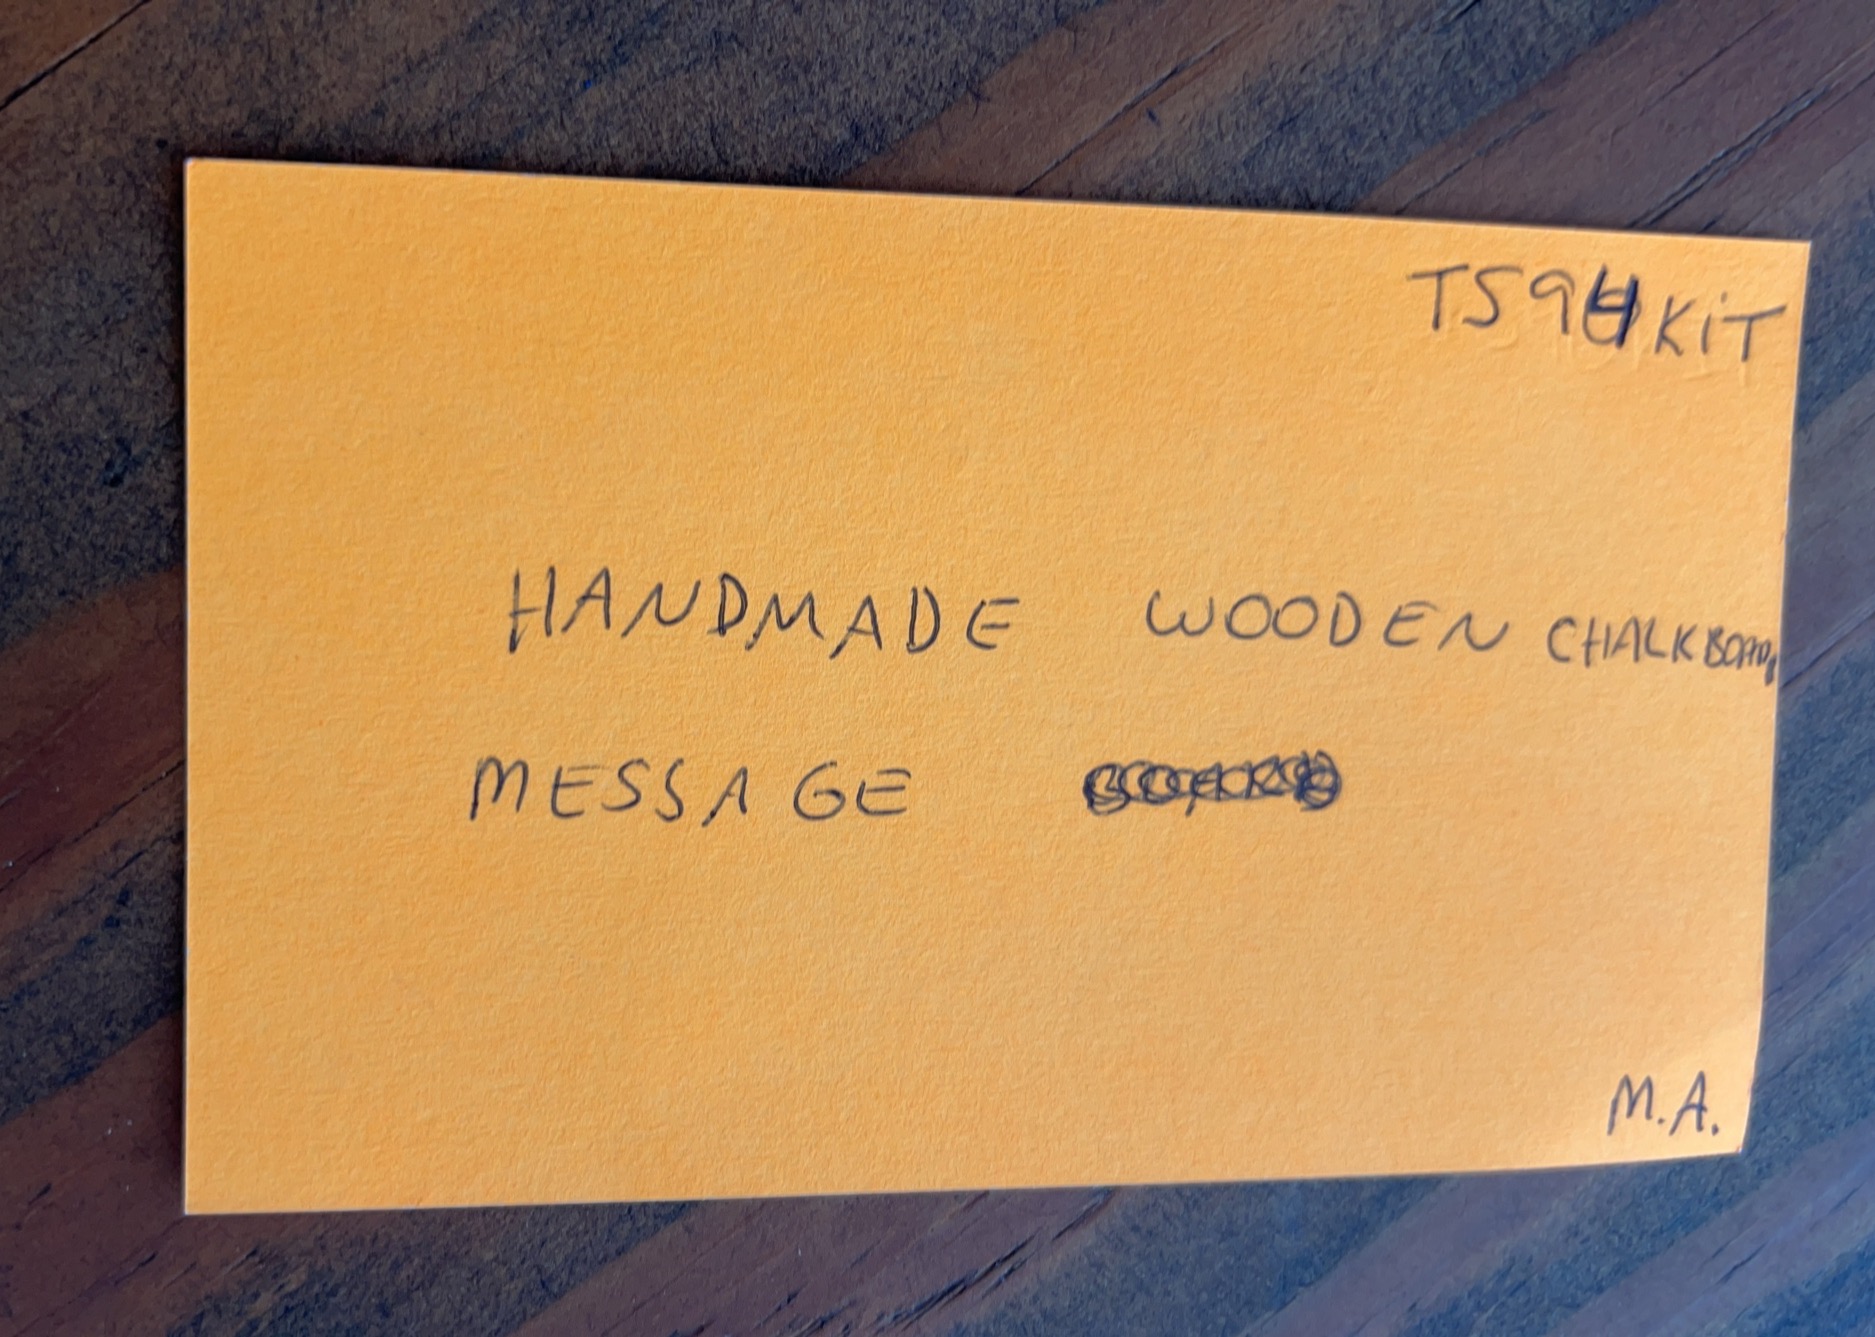 TS94KiT
HANDMADE WOODEN CHALKBOARD
MESSAGE
M.A.